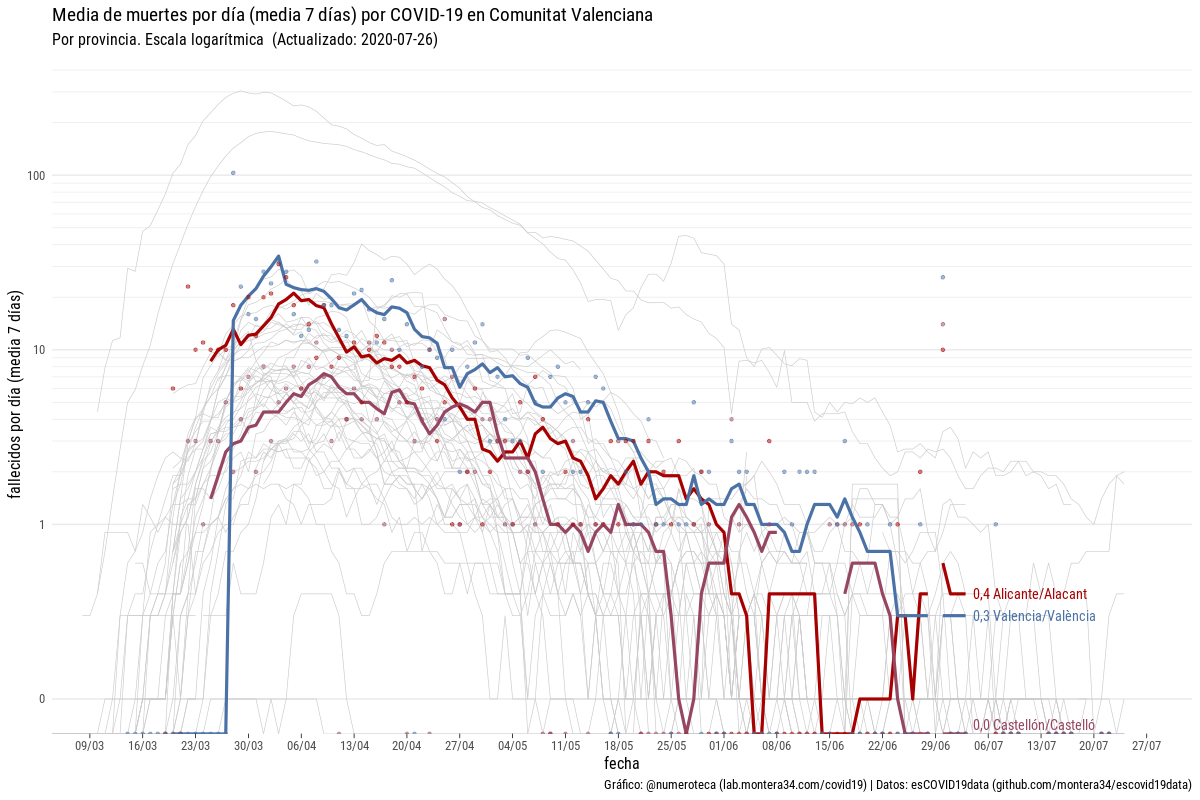 Media de muertes por día (media 7 días) por COVID-19 en Comunitat Valenciana
Por provincia. Escala logarítmica  (Actualizado: 2020-07-26)
fallecidos por día (media  7 días)
100
10
1
0
0,4 Alicante/Alacant
0,3 Valencia/València
0,0 Castellón/Castelló
09/03 16/03 23/03 30/03 06/04 13/04 20/04 27/04 04/05 11/05 18/05 25/05 01/06 08/06 15/06 22/06 29/06 06/07 13/07 20/07 27/07
fecha
Gráfico: @numeroteca (lab.montera34.com/covid19) | Datos: esCOVID19data (github.com/montera34/escovid19data)